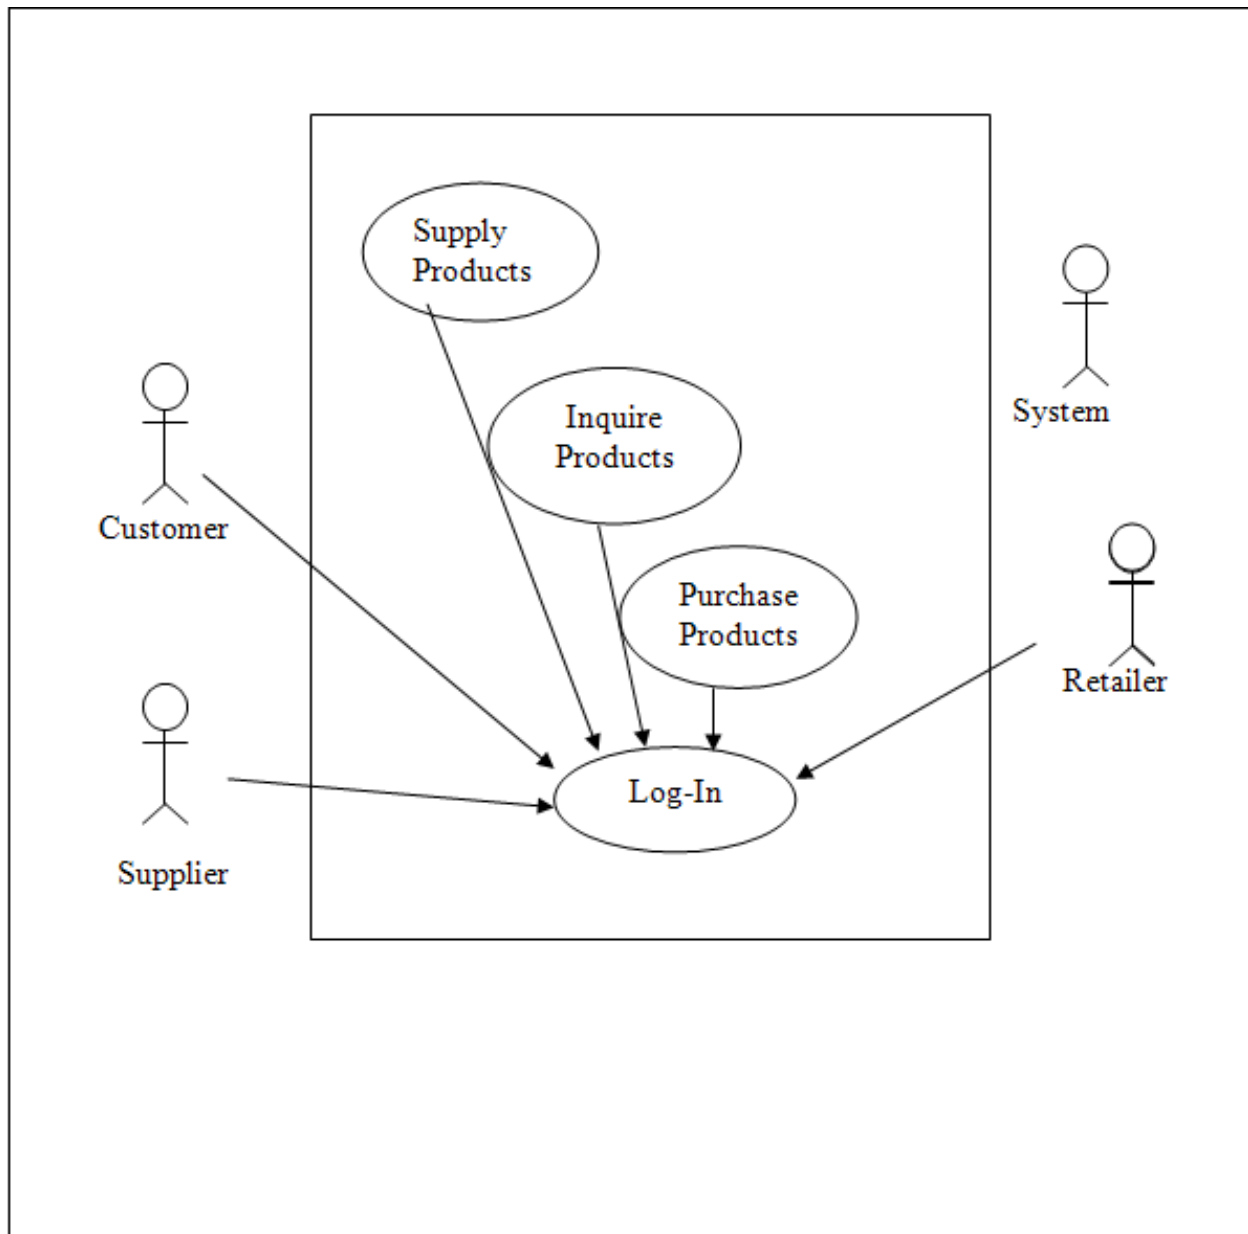 Supply
Products
System
Inquire
Products
Customer
Purchase
Products
Retailer
Log-In
Supplier